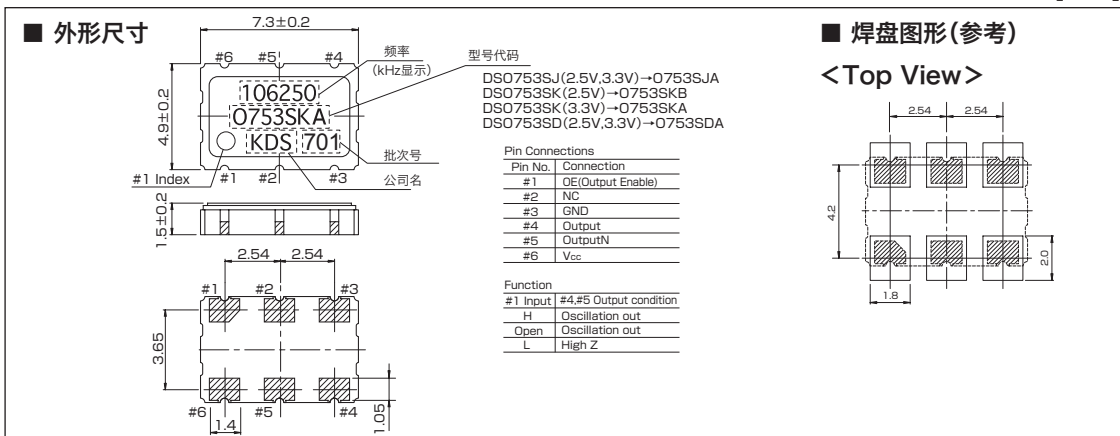 ■ 外形尺寸
7.3±0.2
#6 #5 #4
频率
(kHz显示)
型号代码
4.9±0.2
106250
0753SKA
KDS 701
批次号
公司名
#1 Index
#1 #2 #3
DSO753SJ(2.5V,3.3V)→0753SJA
DSO753SK(2.5V)→0753SKB
DSO753SK(3.3V)→0753SKA
DSO753SD(2.5V,3.3V)→0753SDA
1.5±0.2
2.54 2.54
#1 #2 #3
3.65
#6 #5 #4
1.4
1.05
Pin Connections
Pin No. Connection
#1 OE(Output Enable)
#2 NC
#3 GND
#4 Output
#5 OutputN
#6 Vcc
Function
#1 Input #4,#5 Output condition
H Oscillation out
Open Oscillation out
L High Z
■ 焊盘图形(参考)
<Top View>
2.54 2.54
4.2
2.0
1.8